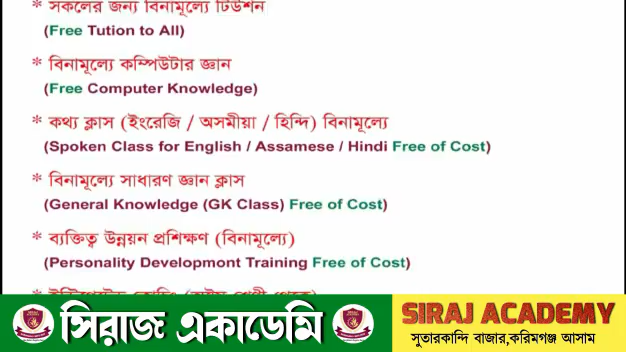 * সকলের জন্য বিনামূল্যে টিউশন
(Free Tution to All)
* বিনামূল্যে কম্পিউটার জ্ঞান
(Free Computer Knowledge)
* কথ্য ক্লাস (ইংরেজি / অসমীয়া / হিন্দি) বিনামূল্যে
(Spoken Class for English / Assamese / Hindi Free of Cost)
* বিনামূল্যে সাধারণ জ্ঞান ক্লাস
(General Knowledge (GK Class) Free of Cost)
* ব্যক্তিত্ব উন্নয়ন প্রশিক্ষণ (বিনামূল্যে)
(Personality Development Training Free of Cost)
সিরাজ একাডেমি
SIRAJ ACADEMY
সুতারকান্দি বাজার,করিমগঞ্জ আসাম